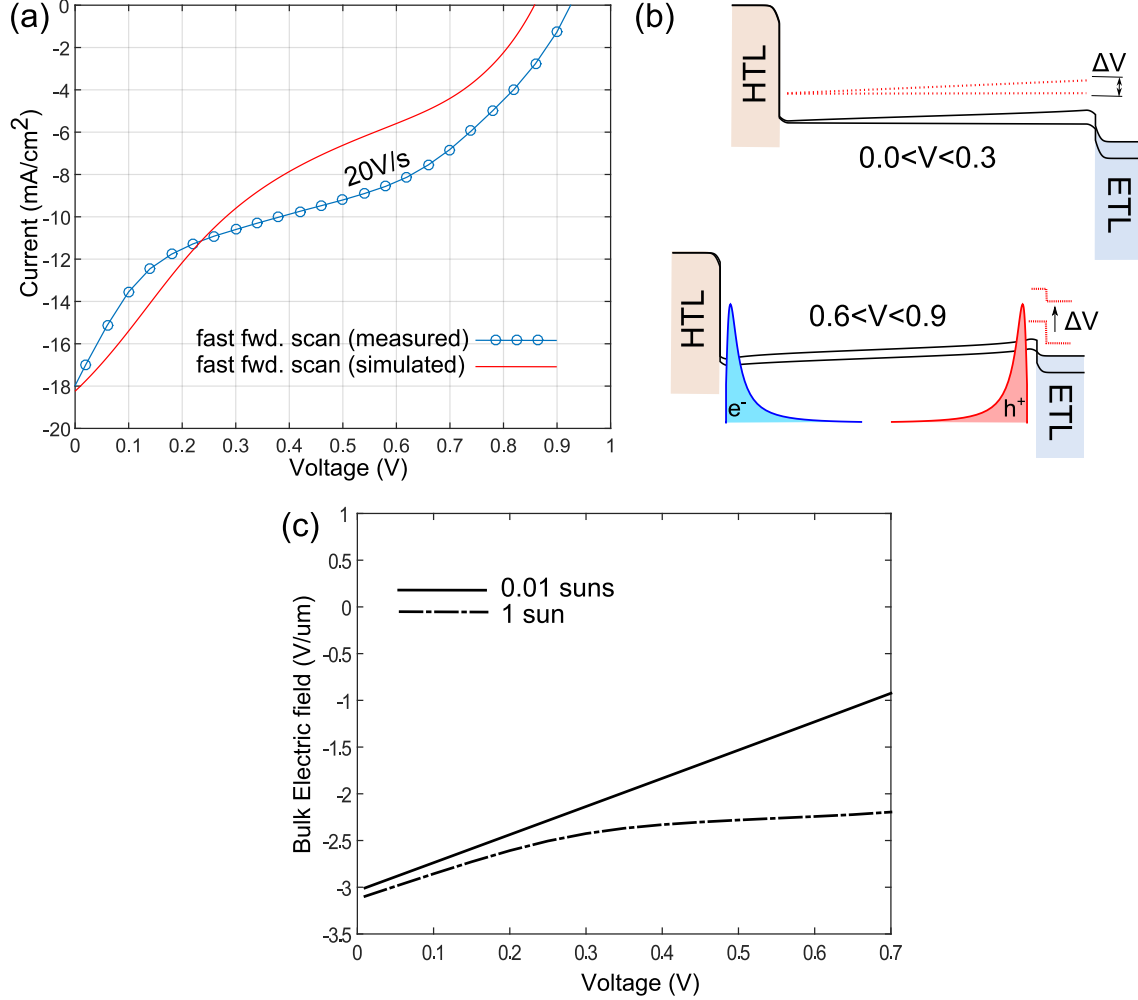 (a)
0
-2
-4
-6
-8
-10
-12
-14
-16
-18
-20
Current (mA/cm²)
20V/s
fast fwd. scan (measured)
fast fwd. scan (simulated)
0 0.1 0.2 0.3 0.4 0.5 0.6 0.7 0.8 0.9 1
Voltage (V)
(b)
HTL
ΔV
0.0<V<0.3
ETL
HTL
0.6<V<0.9
ΔV
e⁻
h⁺
ETL
(c)
1
0.5
0
-0.5
-1
-1.5
-2
-2.5
-3
-3.5
Bulk Electric field (V/um)
0.01 suns
1 sun
0 0.1 0.2 0.3 0.4 0.5 0.6 0.7
Voltage (V)